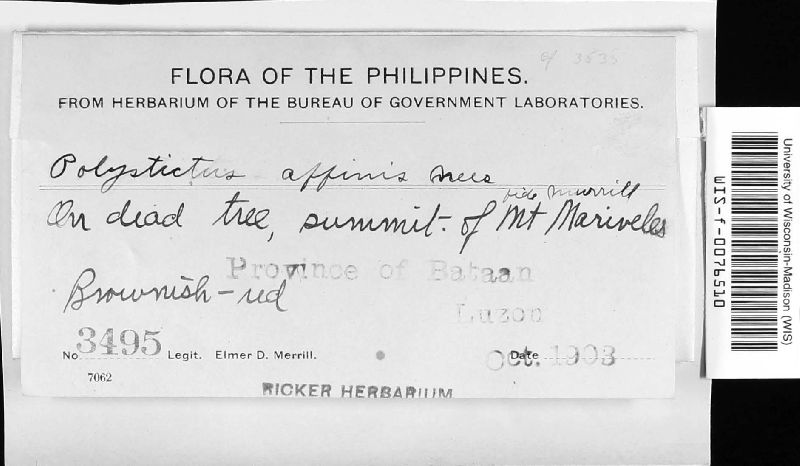 cf 3535
FLORA OF THE PHILIPPINES.
FROM HERBARIUM OF THE BUREAU OF GOVERNMENT LABORATORIES.
Polystictus affinis nees
fide Murrill
On dead tree, summit of Mt Mariveles
Province of Bataan
Brownish-red
Luzon
No. 3495 Legit. Elmer D. Merrill. Date Oct. 1903
7062
RICKER HERBARIUM
University of Wisconsin-Madison (WIS)
WIS-f-0076510